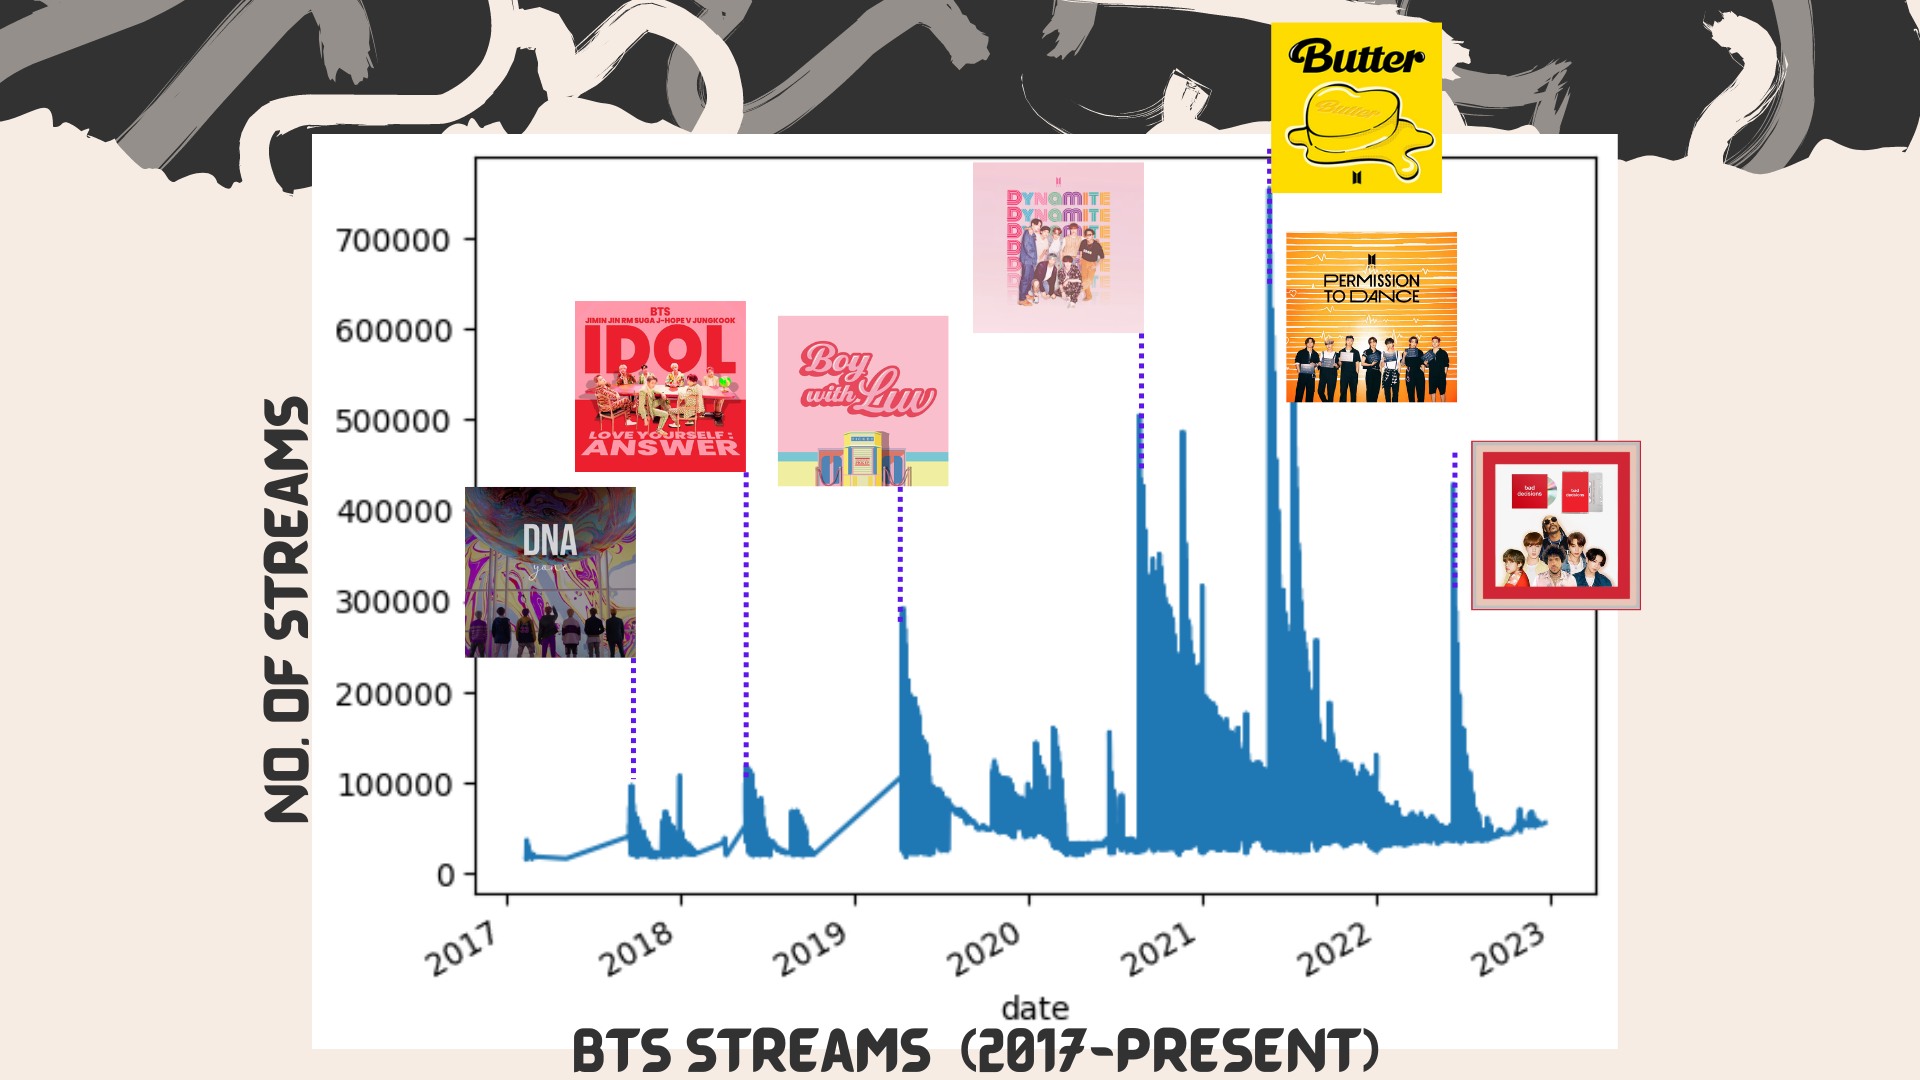 Butter
Butter
DYNAMITE
DYNAMITE
700000
PERMISSION
TO DANCE
BTS
JIMIN JIN RM SUGA J-HOPE V JUNGKOOK
IDOL
LOVE YOURSELF :
ANSWER
600000
Boy
with Luv
500000
400000
DNA
bad
decisions
bad
decisions
300000
200000
100000
0
NO. OF STREAMS
2017
2018
2019
2020
2021
2022
2023
date
BTS STREAMS (2017-PRESENT)